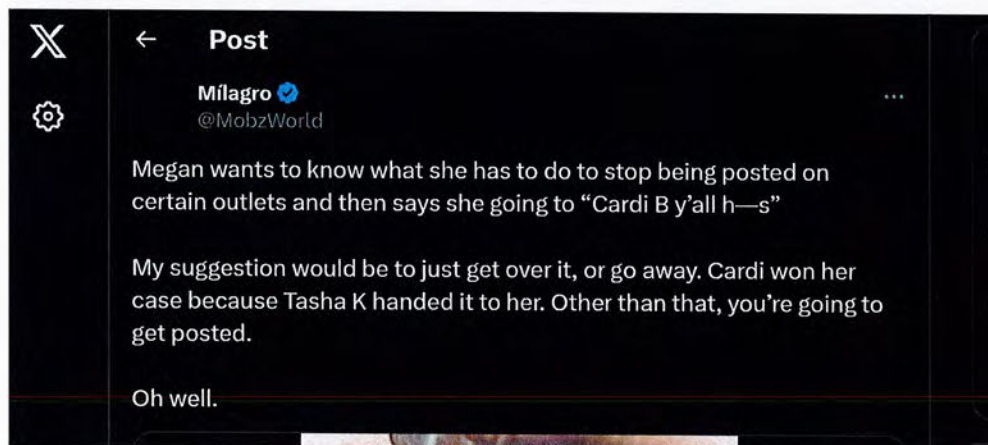 Post
Mílagro
@MobzWorld
Megan wants to know what she has to do to stop being posted on
certain outlets and then says she going to “Cardi B y’all h—s”
My suggestion would be to just get over it, or go away. Cardi won her
case because Tasha K handed it to her. Other than that, you’re going to
get posted.
Oh well.